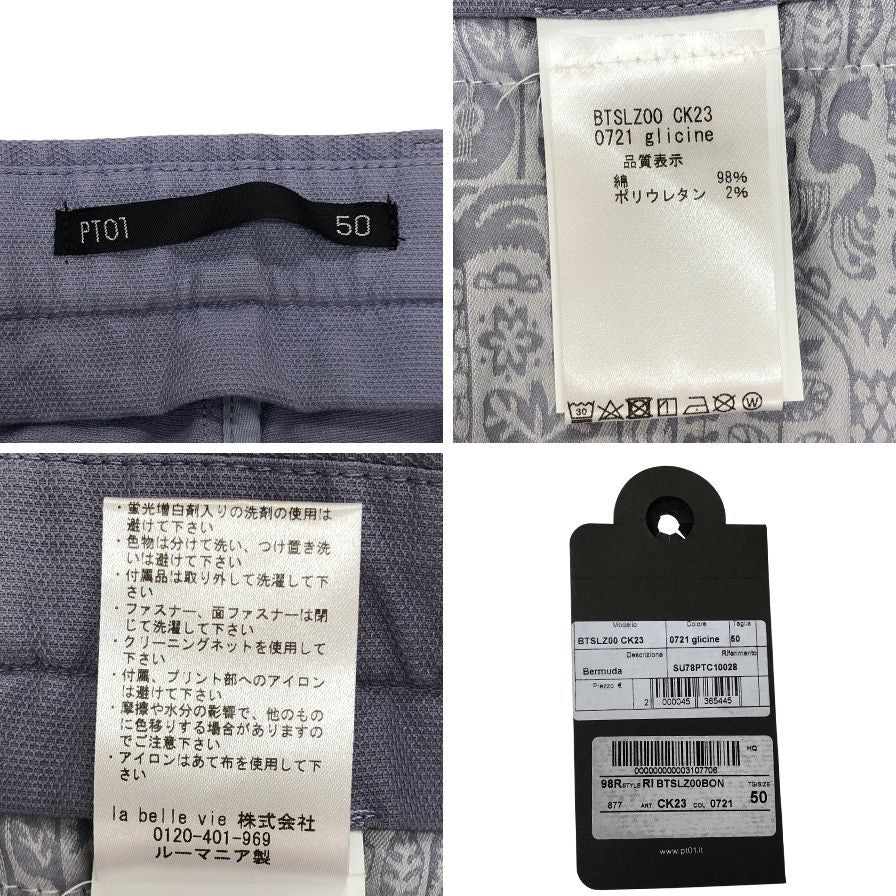 PT01 50
BTSLZ00 CK23
0721 glicine
品質表示
綿 98%
ポリウレタン 2%
30
W
・蛍光増白剤入りの洗剤の使用は
避けて下さい
・色物は分けて洗い、つけ置き洗
いは避けて下さい
・付属品は取り外して洗濯して下
さい
・ファスナー、面ファスナーは閉
じて洗濯して下さい
・クリーニングネットを使用して
下さい
・付属、プリント部へのアイロン
は避けて下さい
・摩擦や水分の影響で、他のもの
に色移りする場合がありますの
でご注意下さい
・アイロンはあて布を使用して下
さい
la belle vie 株式会社
0120-401-969
ルーマニア製
Modello Colore Taglia
BTSLZ00 CK23 0721 glicine 50
Descrizione Riferimento
Bermuda SU78PTC10028
Prezzo €
2 000045 365445
HQ
000000000003107706
98R STYLE RI BTSLZ00BON TG/SIZE
877 ART CK23 COL 0721 50
www.pt01.it